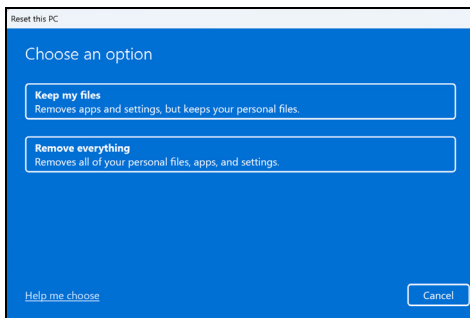 Reset this PC
Choose an option
Keep my files
Removes apps and settings, but keeps your personal files.
Remove everything
Removes all of your personal files, apps, and settings.
Help me choose
Cancel